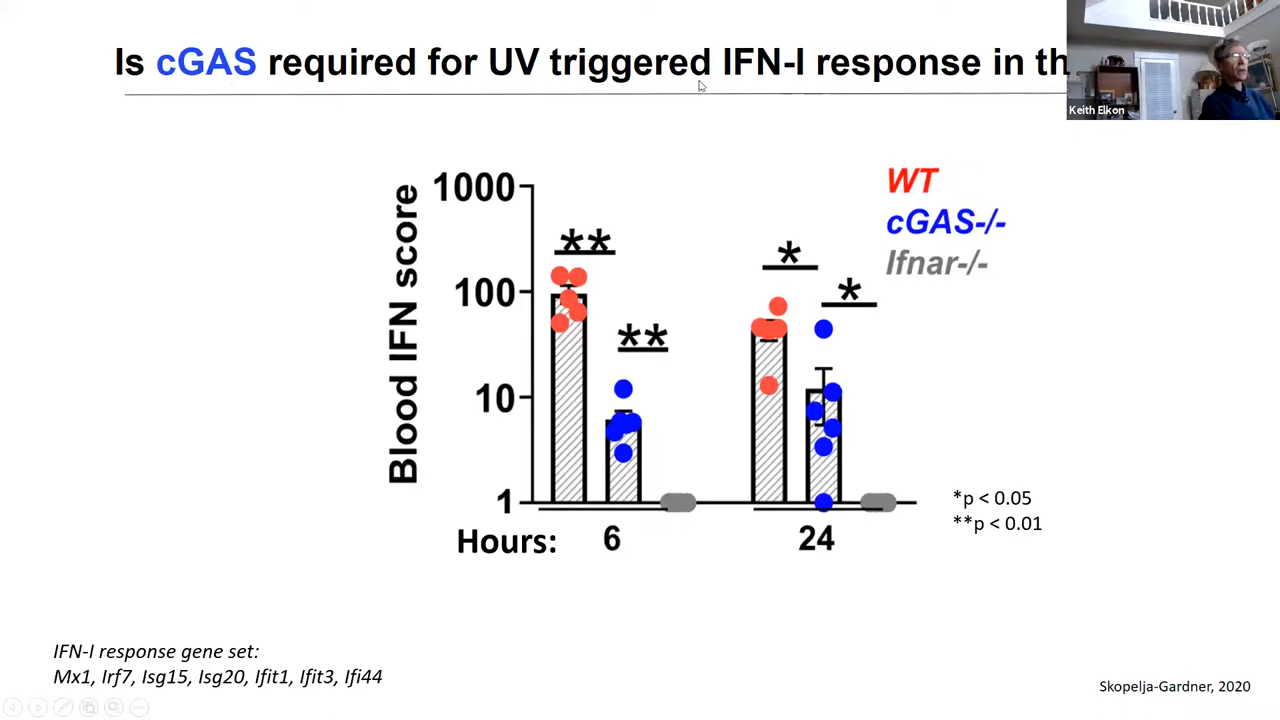 Is cGAS required for UV triggered IFN-I response in th
Keith Elkon
Blood IFN score
1000
100
10
1
**
**
*
*
WT
cGAS-/-
Ifnar-/-
*p < 0.05
**p < 0.01
Hours: 6 24
IFN-I response gene set:
Mx1, Irf7, Isg15, Isg20, Ifit1, Ifit3, Ifi44
Skopelja-Gardner, 2020